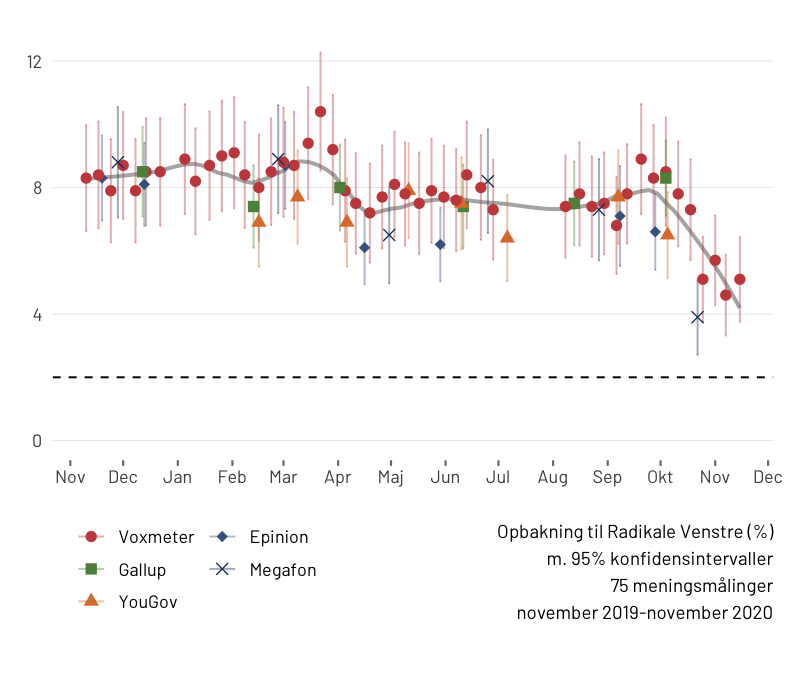 12
8
4
0
Nov Dec Jan Feb Mar Apr Maj Jun Jul Aug Sep Okt Nov Dec
Voxmeter Epinion
Gallup Megafon
YouGov
Opbakning til Radikale Venstre (%)
m. 95% konfidensintervaller
75 meningsmålinger
november 2019-november 2020